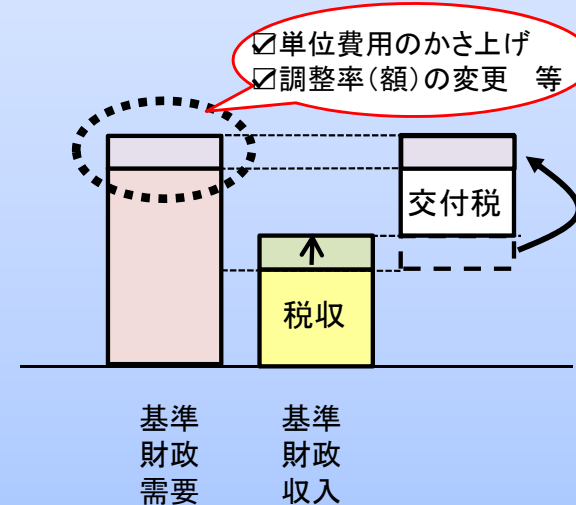 ☑単位費用のかさ上げ
☑調整率(額)の変更　等
交付税
税収
基準
財政
需要
基準
財政
収入